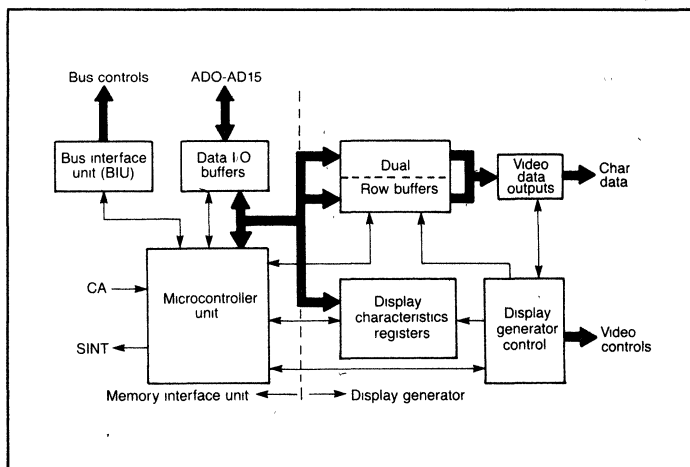 Bus controls
ADO-AD15
Bus interface
unit (BIU)
Data I/O
buffers
Dual
Row buffers
Video
data
outputs
Char
data
CA
SINT
Microcontroller
unit
Display
characteristics
registers
Display
generator
control
Video
controls
Memory interface unit
Display generator